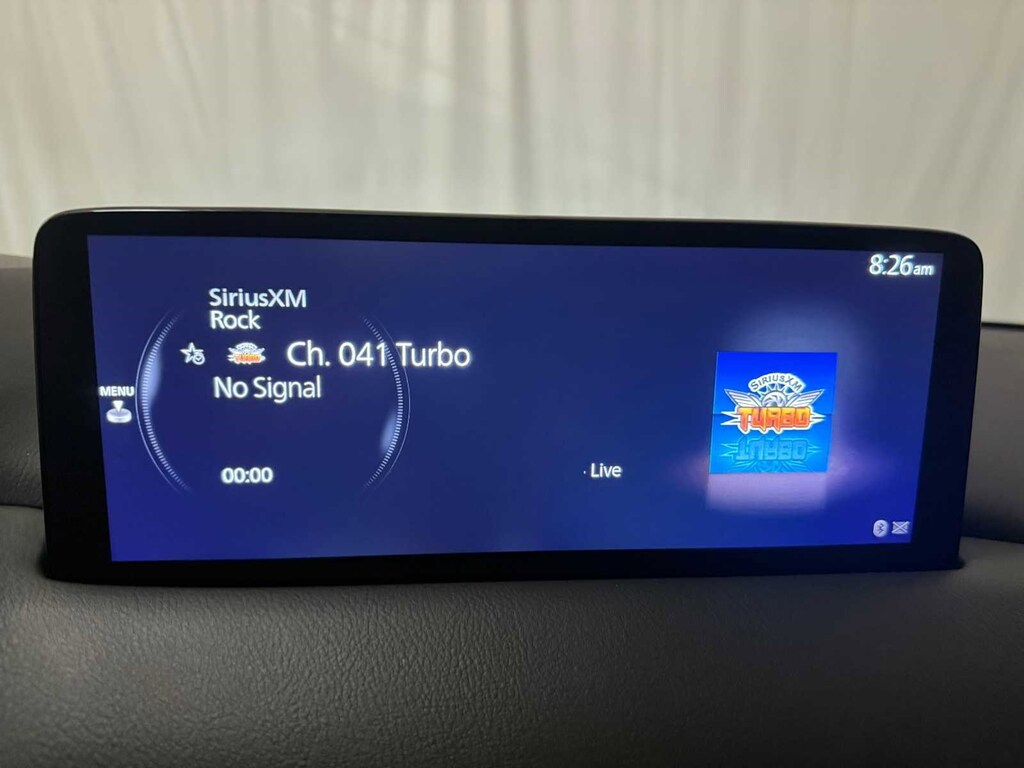 8:26am
SiriusXM
Rock
Ch. 041 Turbo
No Signal
MENU
00:00
Live
SIRIUSXM
TURBO